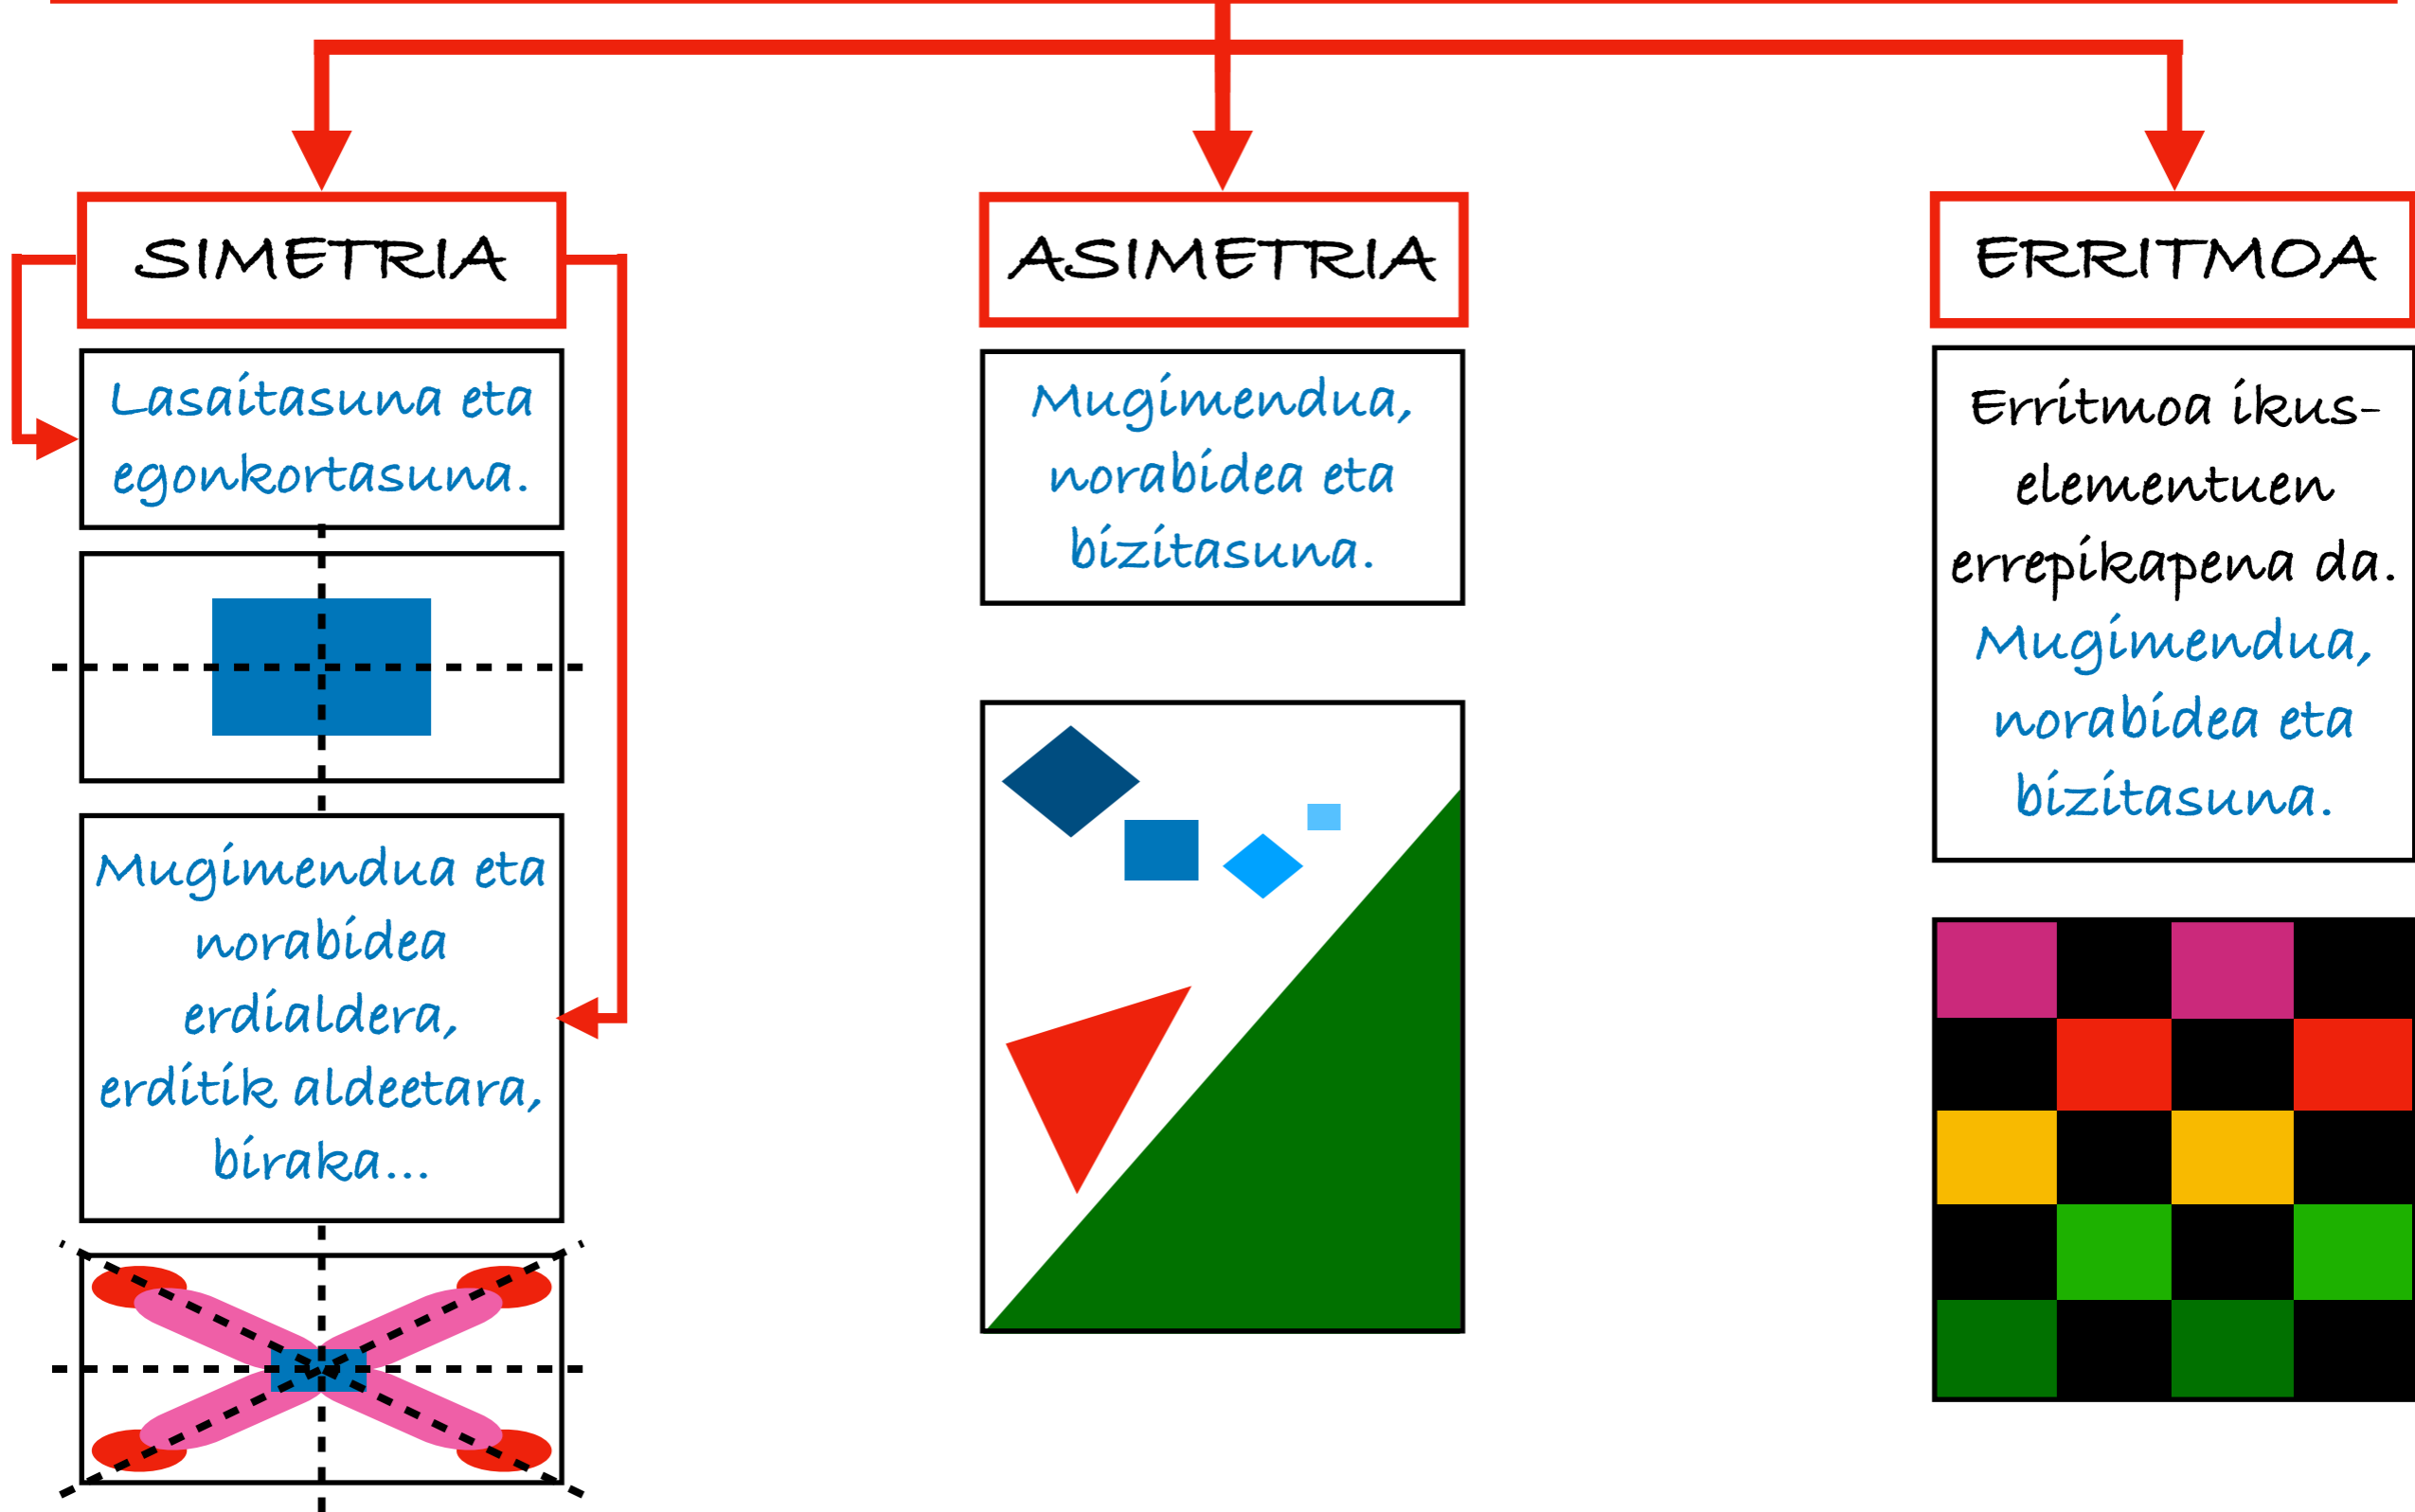 SIMETRIA
Lasaitasuna eta
egonkortasuna.
Mugimendua eta
norabidea
erdialdera,
erditik aldeetara,
biraka...
ASIMETRIA
Mugimendua,
norabidea eta
bizitasuna.
ERRITMOA
Erritmoa ikus-
elementuen
errepikapena da.
Mugimendua,
norabidea eta
bizitasuna.